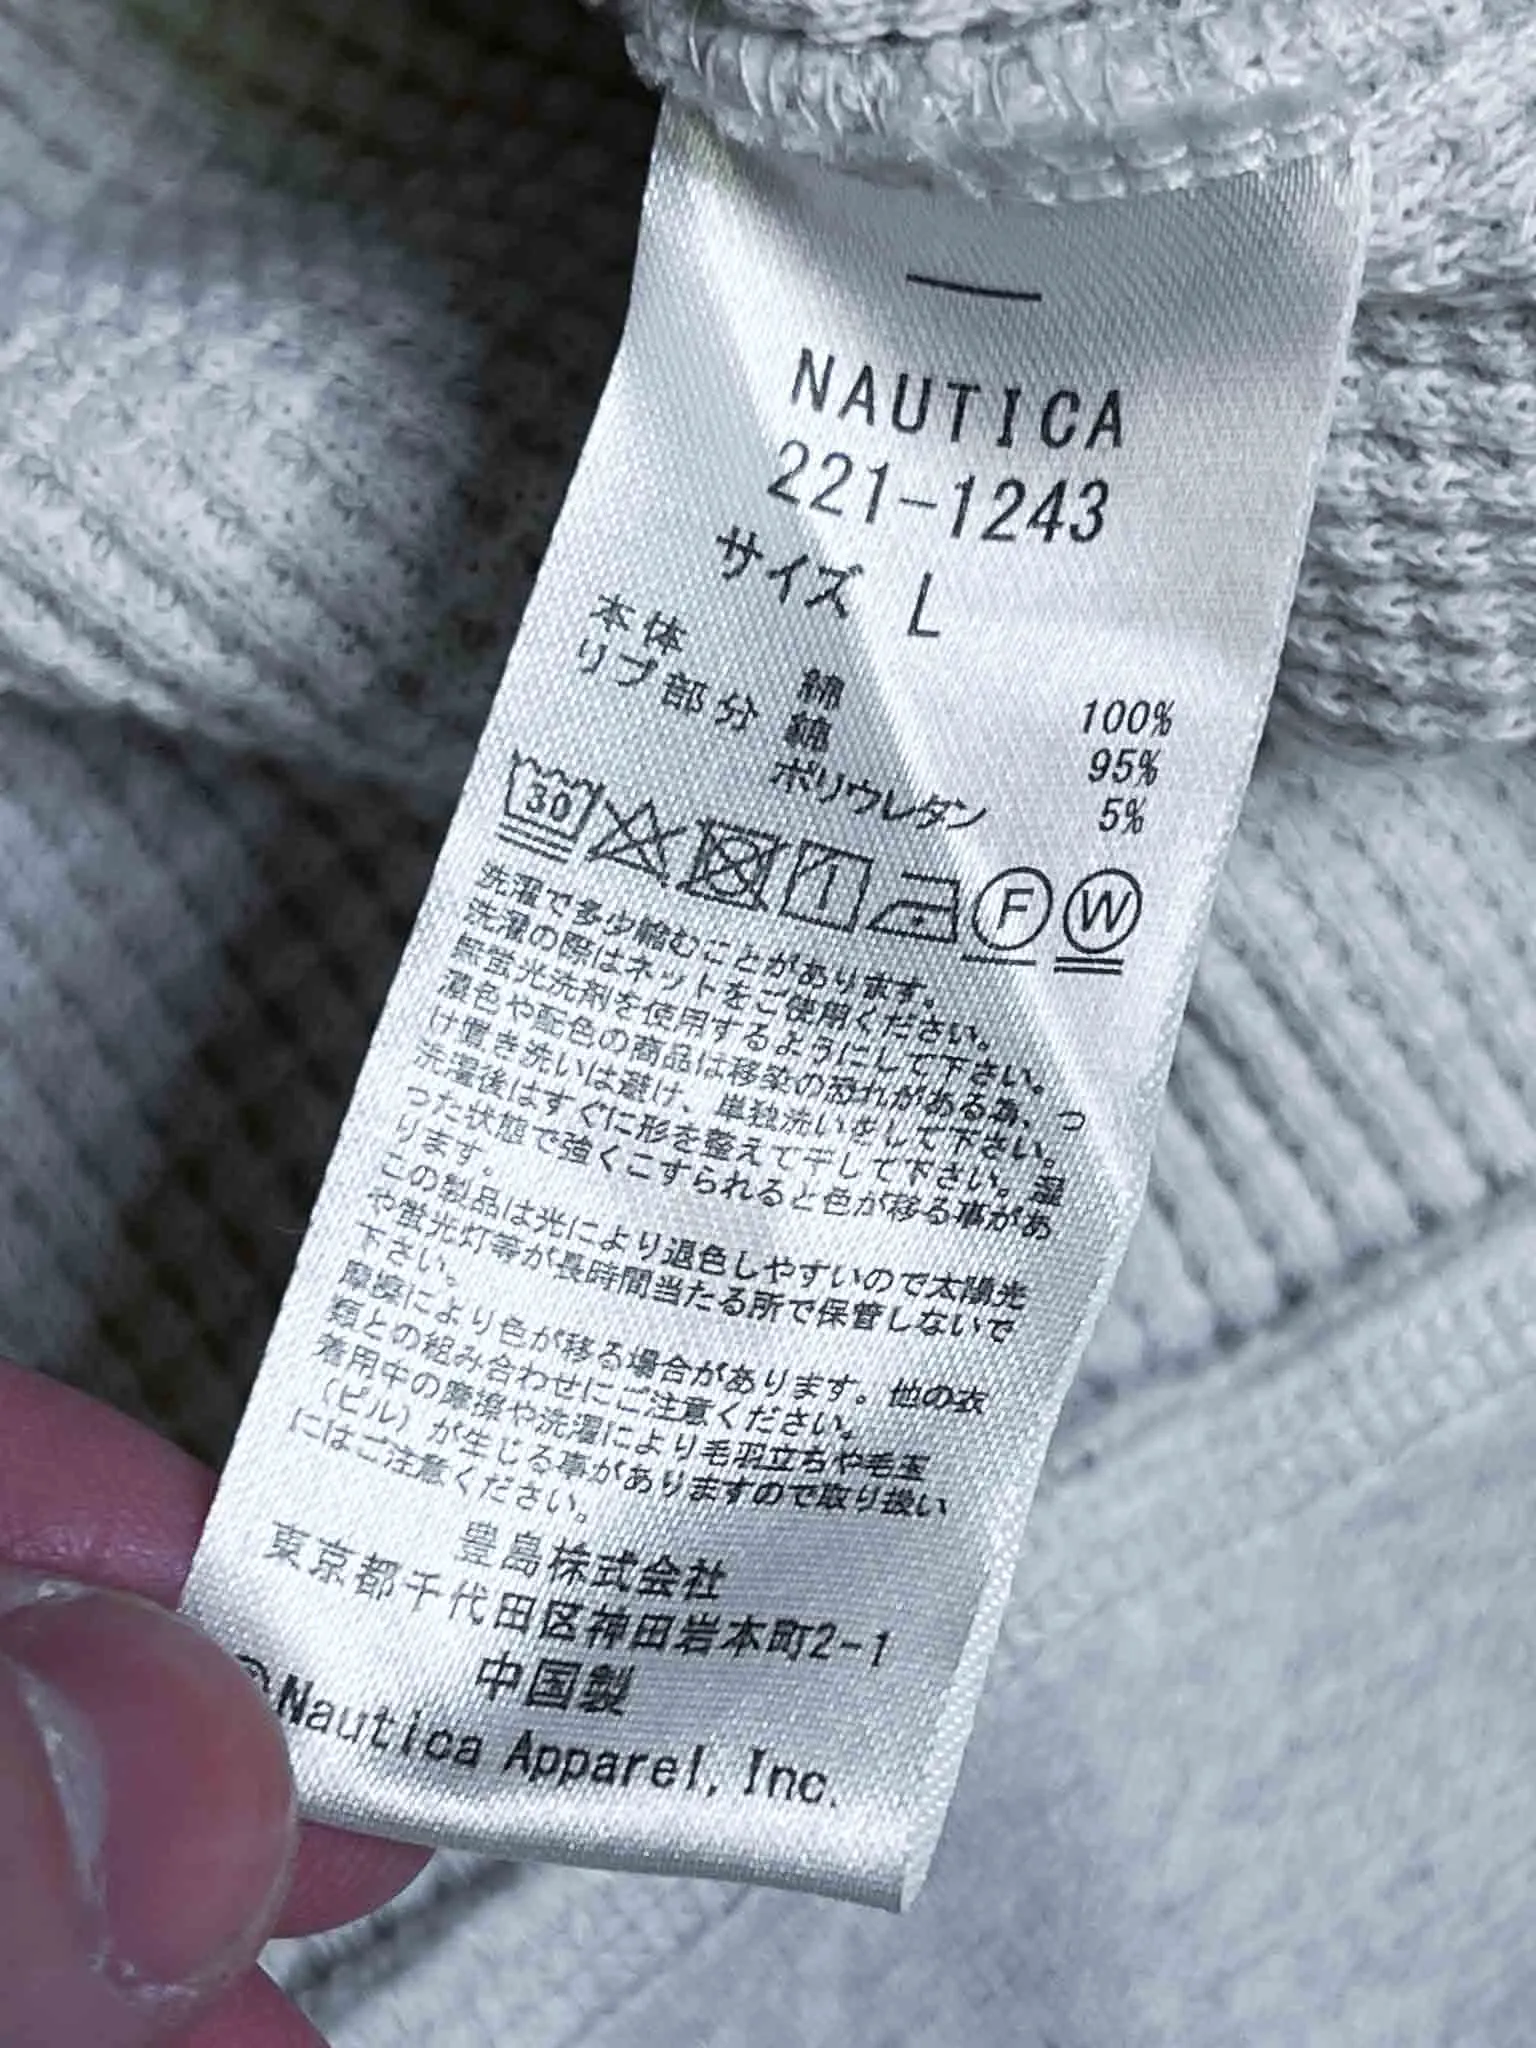 NAUTICA
221-1243
サイズ L
本体 綿 100%
リブ部分 綿 95%
ポリウレタン 5%
30
F W
洗濯で多少縮むことがあります。
洗濯の際はネットをご使用ください。
無蛍光洗剤を使用するようにして下さい。
濃色や配色の商品は移染の恐れがある為、つ
け置き洗いは避け、単独洗いをして下さい。
洗濯後はすぐに形を整えて干して下さい。湿
った状態で強くこすられると色が移る事があ
ります。
この製品は光により退色しやすいので太陽光
や蛍光灯等が長時間当たる所で保管しないで
下さい。
摩擦により色が移る場合があります。他の衣
類との組み合わせにご注意ください。
着用中の摩擦や洗濯により毛羽立ちや毛玉
（ピル）が生じる事がありますので取り扱い
にはご注意ください。
豊島株式会社
東京都千代田区神田岩本町2-1
中国製
©Nautica Apparel, Inc.